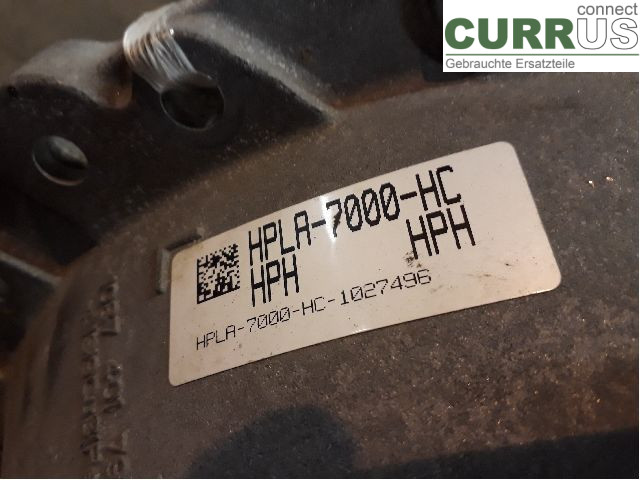 connect
CURRUS
Gebrauchte Ersatzteile
HPLA-7000-HC
HPH HPH
HPLA-7000-HC-1027496